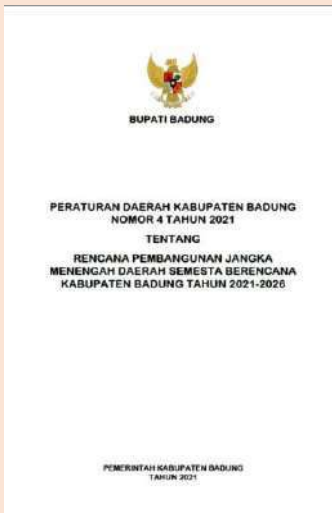 BUPATI BADUNG
PERATURAN DAERAH KABUPATEN BADUNG
NOMOR 4 TAHUN 2021
TENTANG
RENCANA PEMBANGUNAN JANGKA
MENENGAH DAERAH SEMESTA BERENCANA
KABUPATEN BADUNG TAHUN 2021-2026
PEMERINTAH KABUPATEN BADUNG
TAHUN 2021